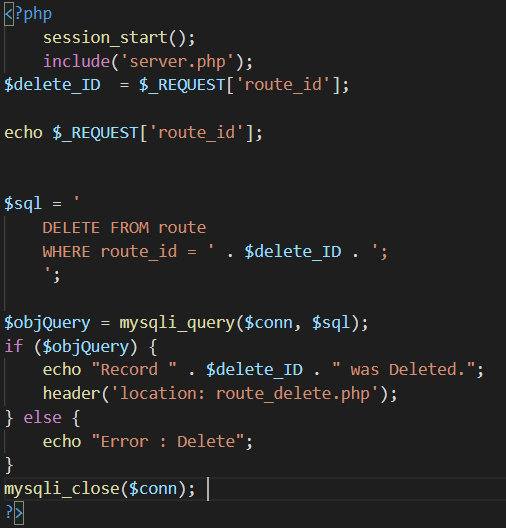 <?php
    session_start();
    include('server.php');
$delete_ID  = $_REQUEST['route_id'];
echo $_REQUEST['route_id'];
$sql = '
    DELETE FROM route
    WHERE route_id = ' . $delete_ID . ';
    ';
$objQuery = mysqli_query($conn, $sql);
if ($objQuery) {
    echo "Record " . $delete_ID . " was Deleted.";
    header('location: route_delete.php');
} else {
    echo "Error : Delete";
}
mysqli_close($conn);
?>